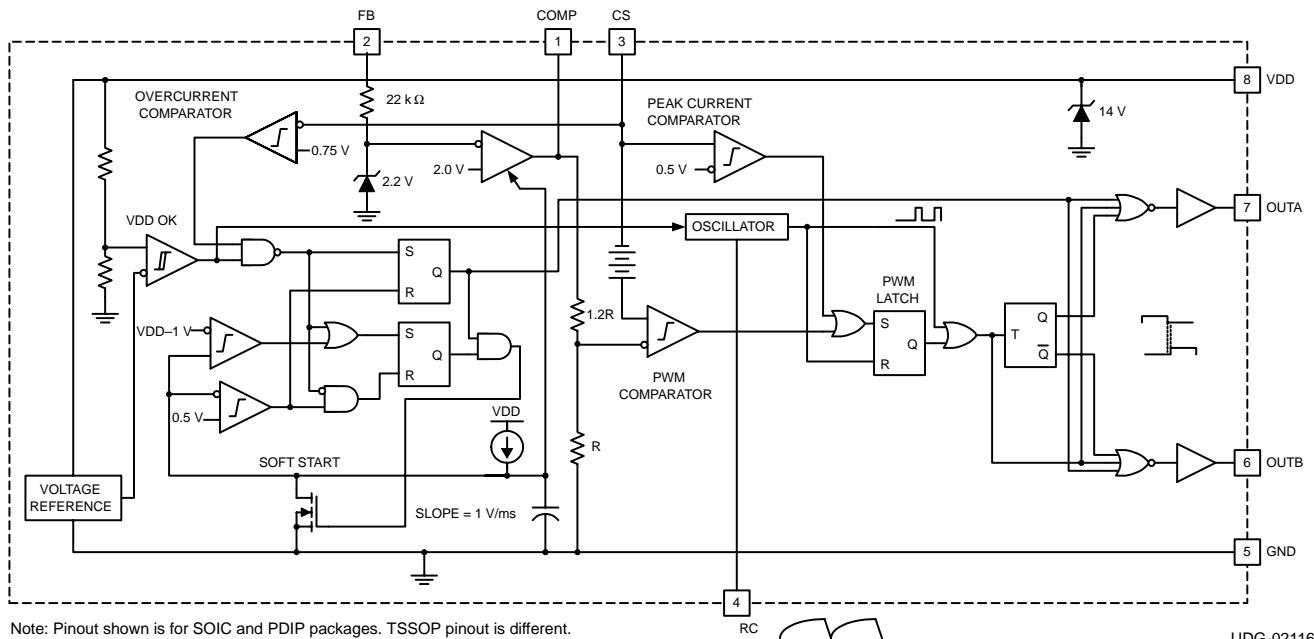 FB
COMP
CS
2
1
3
8 VDD
OVERCURRENT
COMPARATOR
22 kΩ
PEAK CURRENT
COMPARATOR
14 V
0.75 V
2.0 V
0.5 V
2.2 V
VDD OK
7 OUTA
OSCILLATOR
S
Q
R
PWM
LATCH
1.2R
VDD–1 V
S
Q
R
S
Q
R
T
Q
Q
PWM
COMPARATOR
0.5 V
VDD
R
SOFT START
6 OUTB
VOLTAGE
REFERENCE
SLOPE = 1 V/ms
5 GND
4
RC
Note: Pinout shown is for SOIC and PDIP packages. TSSOP pinout is different.
UDG-02116